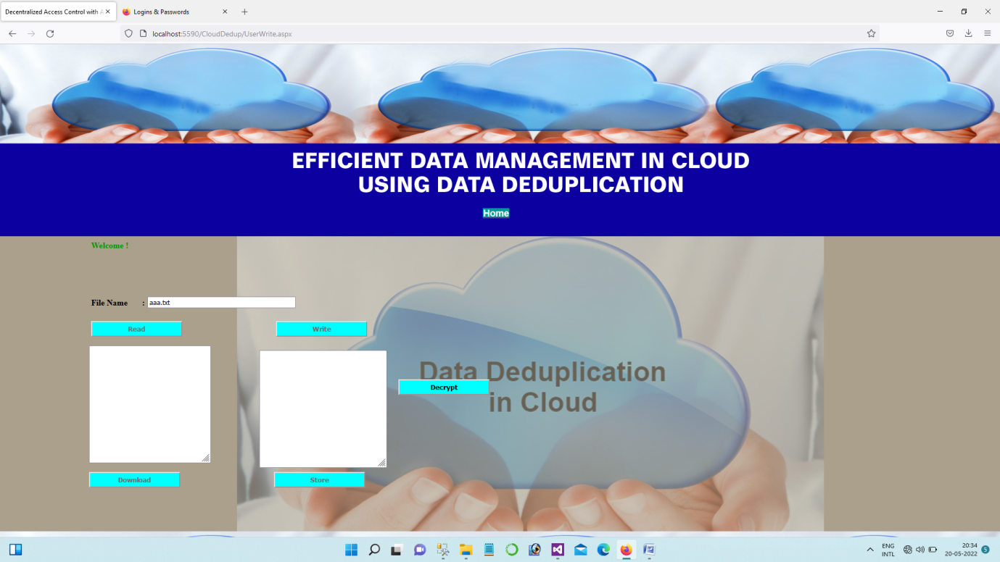 Decentralized Access Control with A
Logins & Passwords
localhost:5590/CloudDedup/UserWrite.aspx
EFFICIENT DATA MANAGEMENT IN CLOUD
USING DATA DEDUPLICATION
Home
Welcome !
File Name : aaa.txt
Read Write
Data Deduplication
Decrypt
in Cloud
Download Store
ENG
INTL
20:34
20-05-2022
5